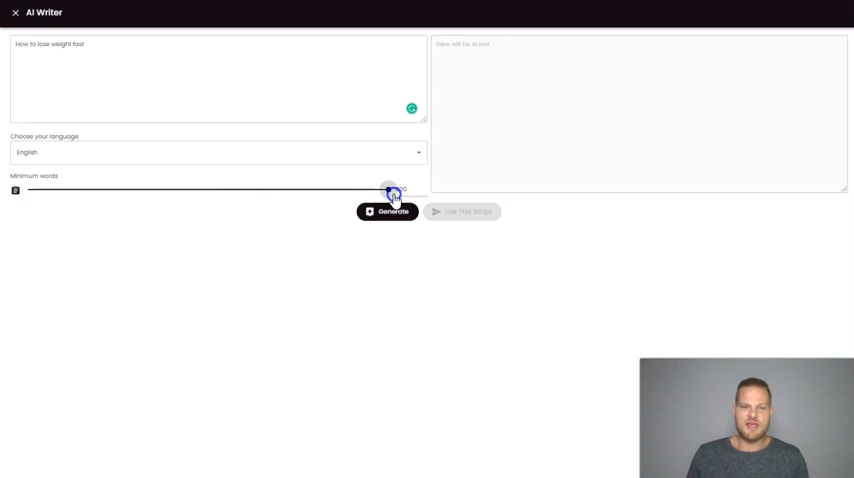 AI Writer
How to lose weight fast
Here will be AI text
Choose your language
English
Minimum words
Generate
Use This Script